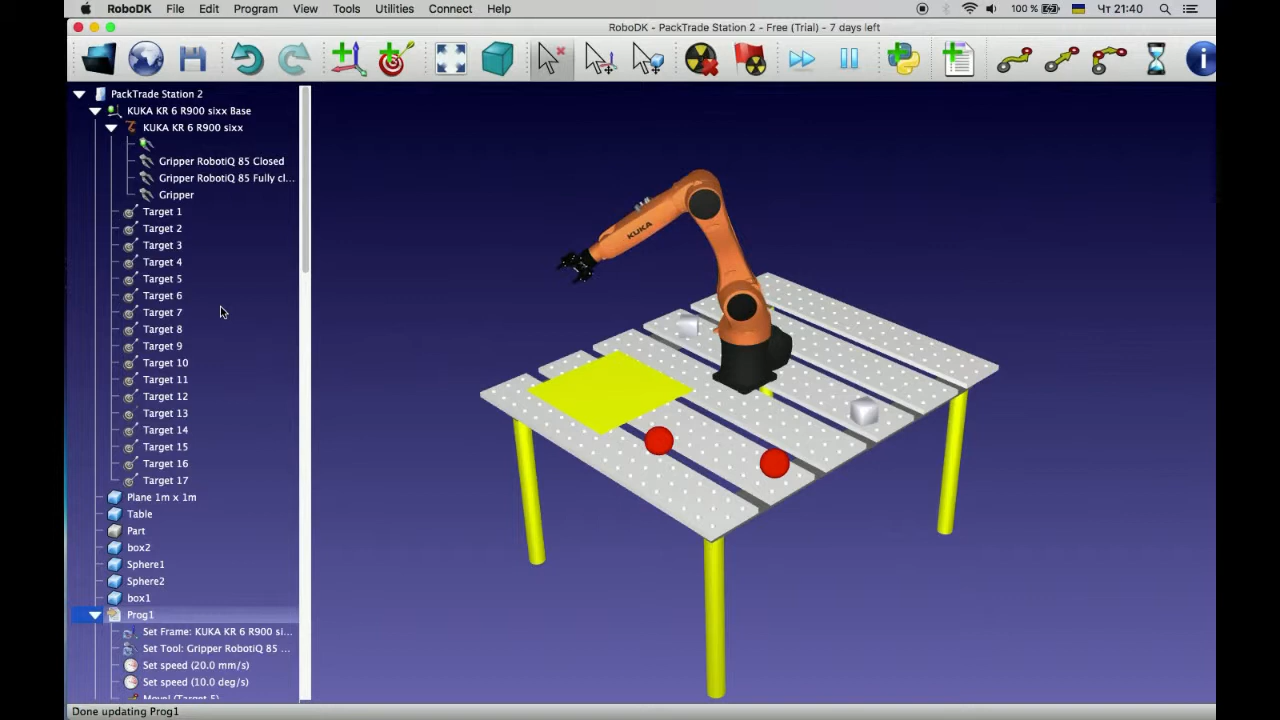 RoboDK File Edit Program View Tools Utilities Connect Help 100 % Чт 21:40
RoboDK - PackTrade Station 2 - Free (Trial) - 7 days left
PackTrade Station 2
KUKA KR 6 R900 sixx Base
KUKA KR 6 R900 sixx
Gripper RobotiQ 85 Closed
Gripper RobotiQ 85 Fully cl...
Gripper
Target 1
Target 2
Target 3
Target 4
Target 5
Target 6
Target 7
Target 8
Target 9
Target 10
Target 11
Target 12
Target 13
Target 14
Target 15
Target 16
Target 17
Plane 1m x 1m
Table
Part
box2
Sphere1
Sphere2
box1
Prog1
Set Frame: KUKA KR 6 R900 si...
Set Tool: Gripper RobotiQ 85 ...
Set speed (20.0 mm/s)
Set speed (10.0 deg/s)
KUKA
Done updating Prog1